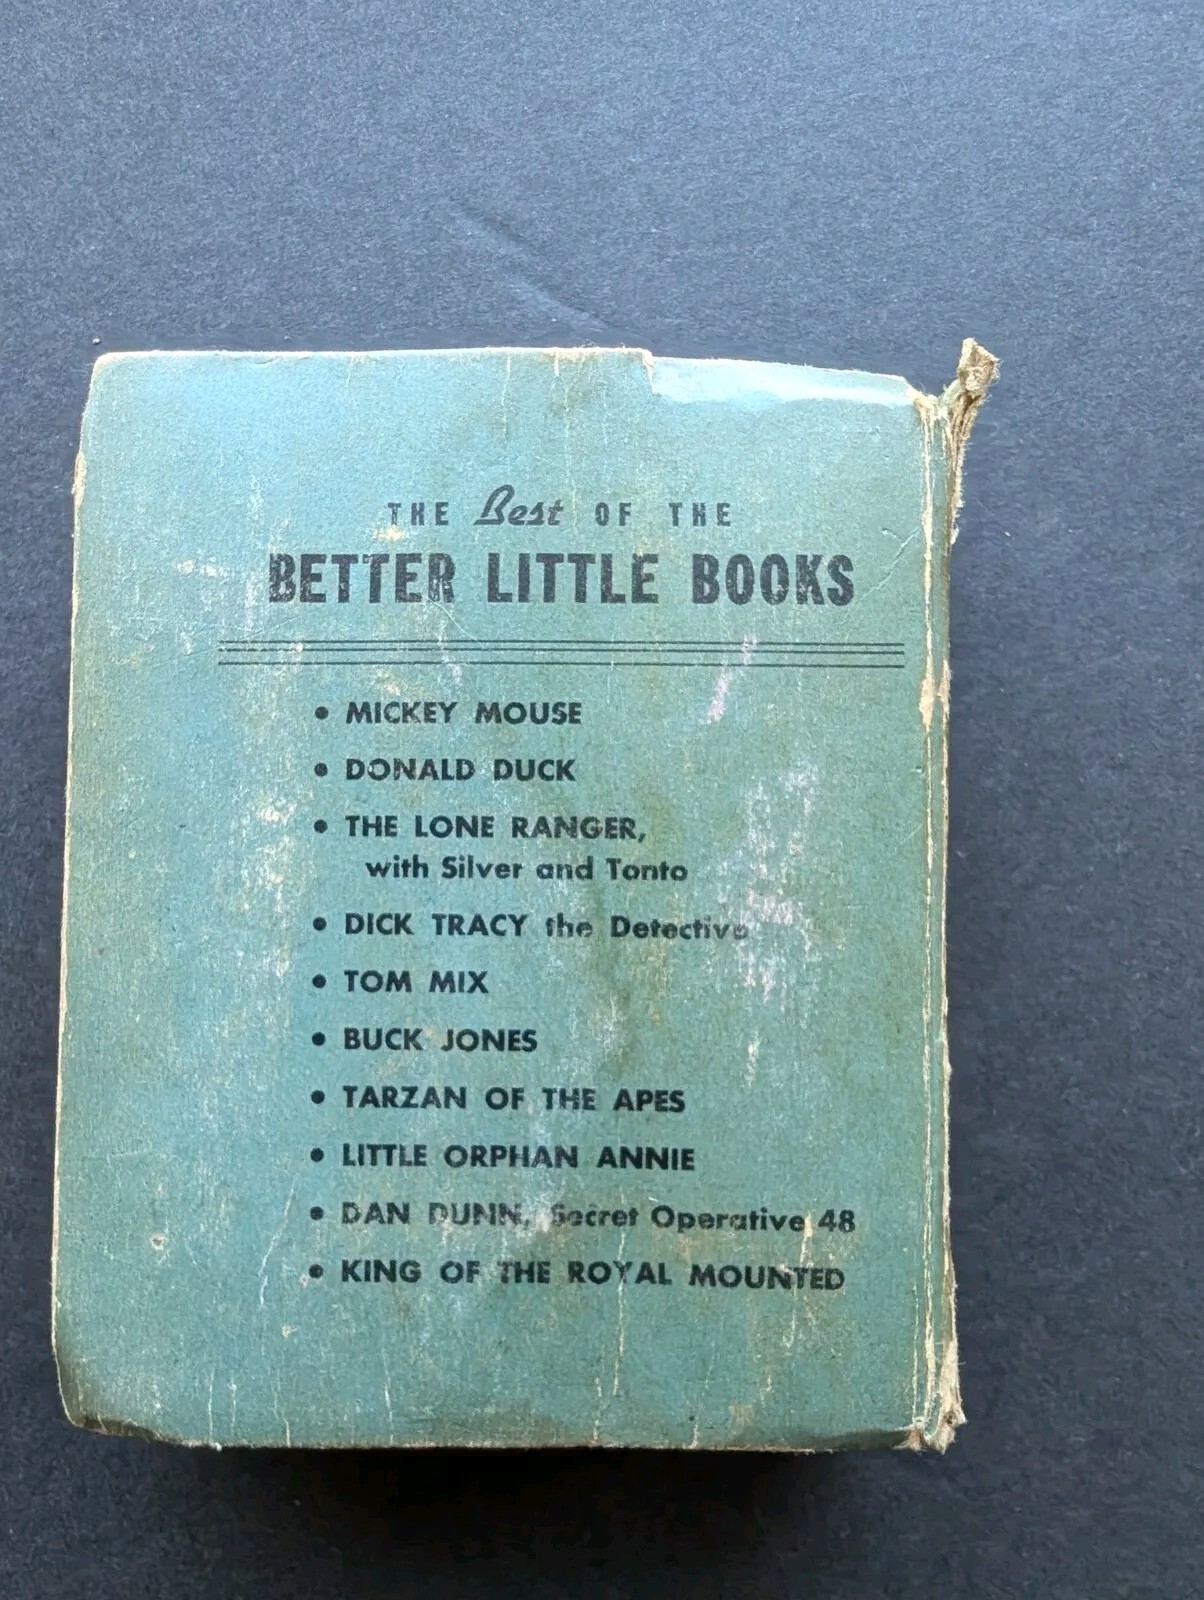 THE Best OF THE
BETTER LITTLE BOOKS
• MICKEY MOUSE
• DONALD DUCK
• THE LONE RANGER,
with Silver and Tonto
• DICK TRACY the Detective
• TOM MIX
• BUCK JONES
• TARZAN OF THE APES
• LITTLE ORPHAN ANNIE
• DAN DUNN, Secret Operative 48
• KING OF THE ROYAL MOUNTED